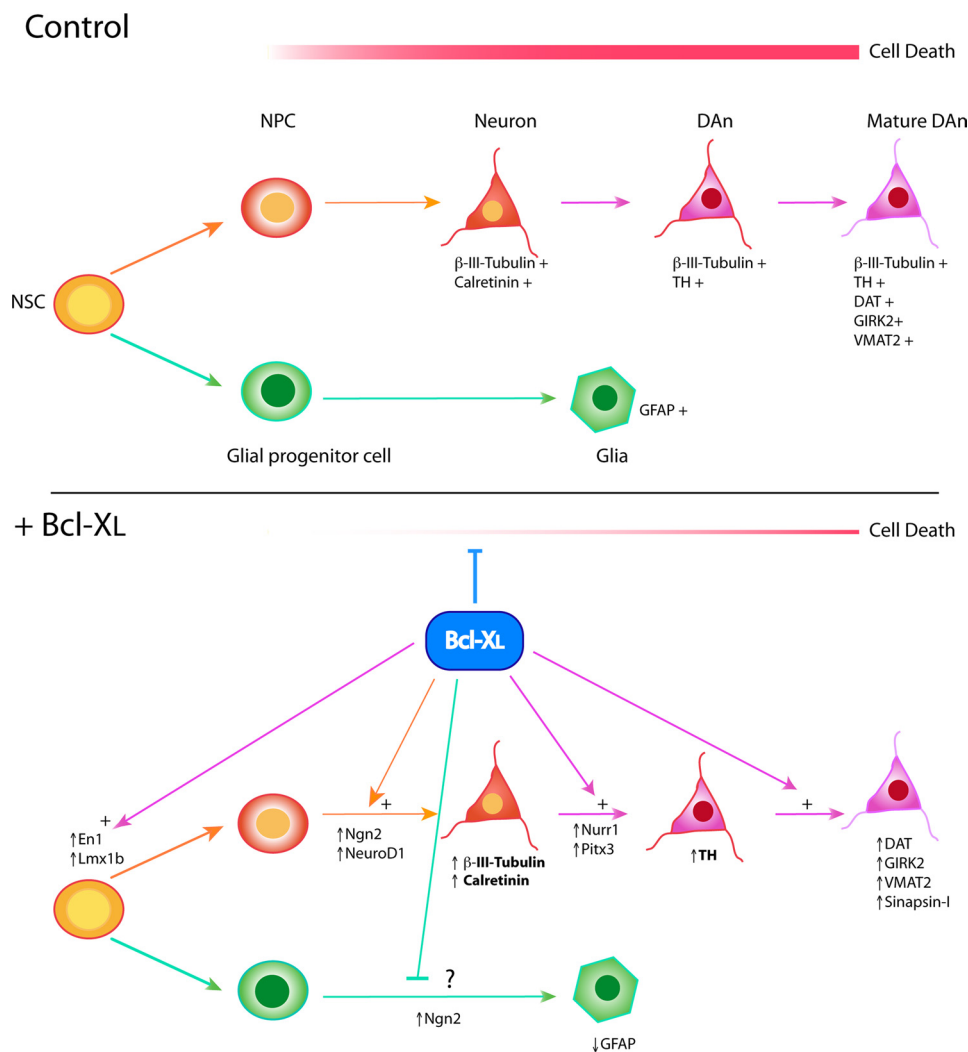 Control
Cell Death
NPC
Neuron
DAn
Mature DAn
NSC
β-III-Tubulin +
Calretinin +
β-III-Tubulin +
TH +
β-III-Tubulin +
TH +
DAT +
GIRK2+
VMAT2 +
GFAP +
Glial progenitor cell
Glia
+ Bcl-XL
Cell Death
Bcl-XL
+
↑En1
↑Lmx1b
+
↑Ngn2
↑NeuroD1
↑ β-III-Tubulin
↑ Calretinin
+
↑Nurr1
↑Pitx3
↑TH
+
↑DAT
↑GIRK2
↑VMAT2
↑Sinapsin-I
?
↑Ngn2
↓GFAP